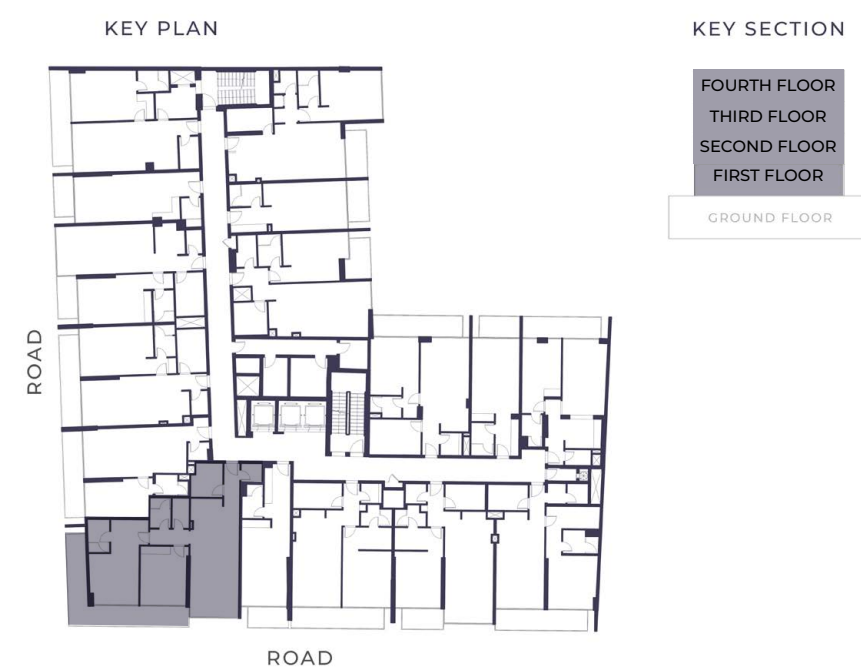 KEY PLAN
KEY SECTION
FOURTH FLOOR
THIRD FLOOR
SECOND FLOOR
FIRST FLOOR
GROUND FLOOR
ROAD
ROAD